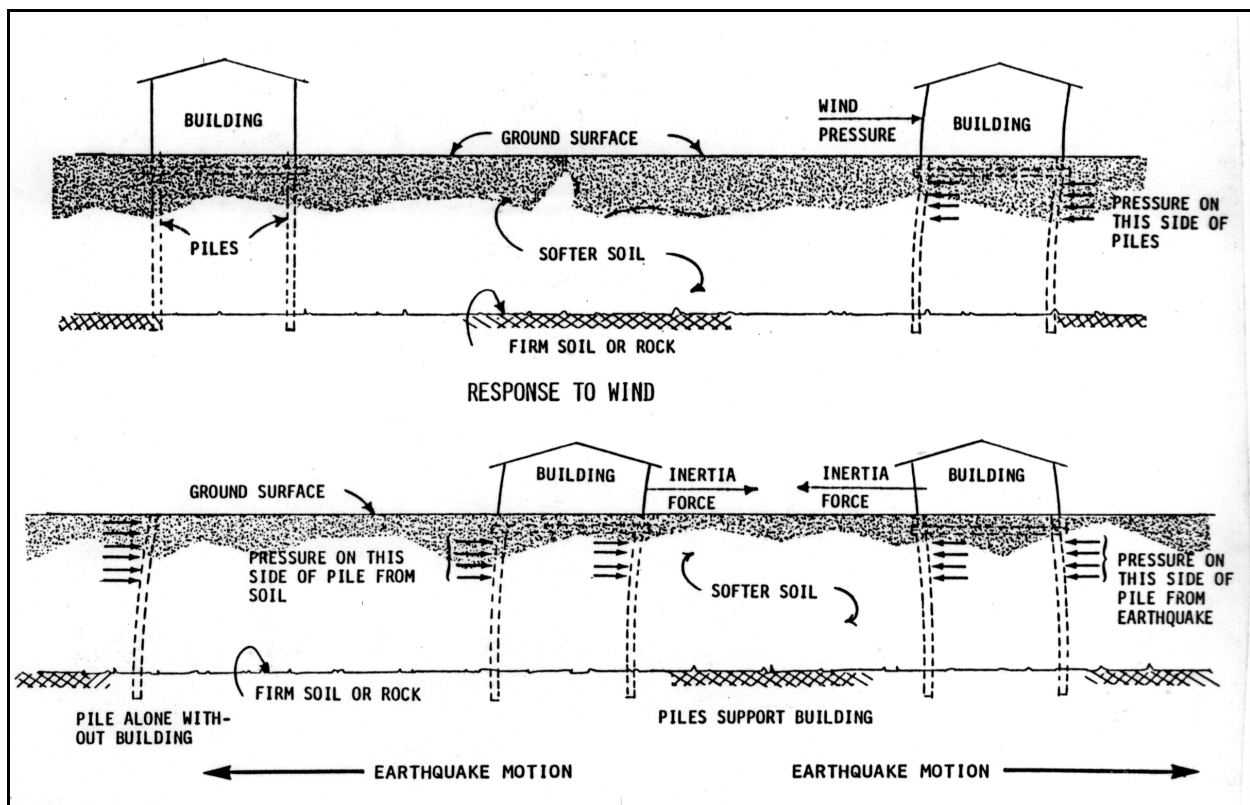 BUILDING
WIND
PRESSURE
BUILDING
GROUND SURFACE
PILES
SOFTER SOIL
PRESSURE ON
THIS SIDE OF
PILES
FIRM SOIL OR ROCK
RESPONSE TO WIND
GROUND SURFACE
BUILDING
INERTIA
FORCE
INERTIA
FORCE
BUILDING
PRESSURE ON THIS
SIDE OF PILE FROM
SOIL
SOFTER SOIL
PRESSURE ON
THIS SIDE OF
PILE FROM
EARTHQUAKE
FIRM SOIL OR ROCK
PILE ALONE WITH-
OUT BUILDING
PILES SUPPORT BUILDING
EARTHQUAKE MOTION
EARTHQUAKE MOTION